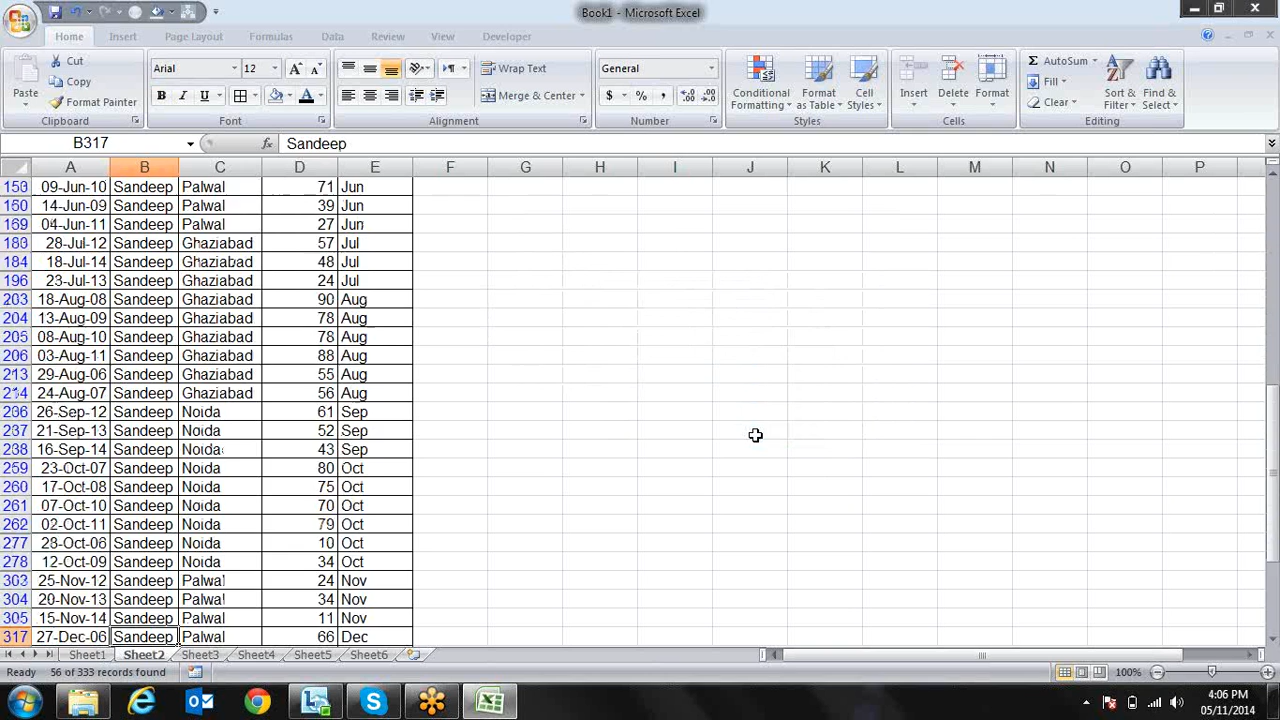 Book1 - Microsoft Excel
Home Insert Page Layout Formulas Data Review View Developer
Paste Cut Copy Format Painter Clipboard
Arial 12 B I U Font
Wrap Text Merge & Center Alignment
General $ % , Number
Conditional Formatting Format as Table Cell Styles Styles
Insert Delete Format Cells
AutoSum Fill Clear Sort & Filter Find & Select Editing
B317 fx Sandeep
A B C D E F G H I J K L M N O P
09-Jun-10 Sandeep Palwal 71 Jun
160 14-Jun-09 Sandeep Palwal 39 Jun
169 04-Jun-11 Sandeep Palwal 27 Jun
28-Jul-12 Sandeep Ghaziabad 57 Jul
184 18-Jul-14 Sandeep Ghaziabad 48 Jul
196 23-Jul-13 Sandeep Ghaziabad 24 Jul
203 18-Aug-08 Sandeep Ghaziabad 90 Aug
204 13-Aug-09 Sandeep Ghaziabad 78 Aug
205 08-Aug-10 Sandeep Ghaziabad 78 Aug
206 03-Aug-11 Sandeep Ghaziabad 88 Aug
213 29-Aug-06 Sandeep Ghaziabad 55 Aug
214 24-Aug-07 Sandeep Ghaziabad 56 Aug
26-Sep-12 Sandeep Noida 61 Sep
237 21-Sep-13 Sandeep Noida 52 Sep
238 16-Sep-14 Sandeep Noida 43 Sep
259 23-Oct-07 Sandeep Noida 80 Oct
260 17-Oct-08 Sandeep Noida 75 Oct
261 07-Oct-10 Sandeep Noida 70 Oct
262 02-Oct-11 Sandeep Noida 79 Oct
277 28-Oct-06 Sandeep Noida 10 Oct
278 12-Oct-09 Sandeep Noida 34 Oct
303 25-Nov-12 Sandeep Palwal 24 Nov
304 20-Nov-13 Sandeep Palwal 34 Nov
305 15-Nov-14 Sandeep Palwal 11 Nov
317 27-Dec-06 Sandeep Palwal 66 Dec
Sheet1 Sheet2 Sheet3 Sheet4 Sheet5 Sheet6
Ready 56 of 333 records found 100%
4:06 PM
05/11/2014